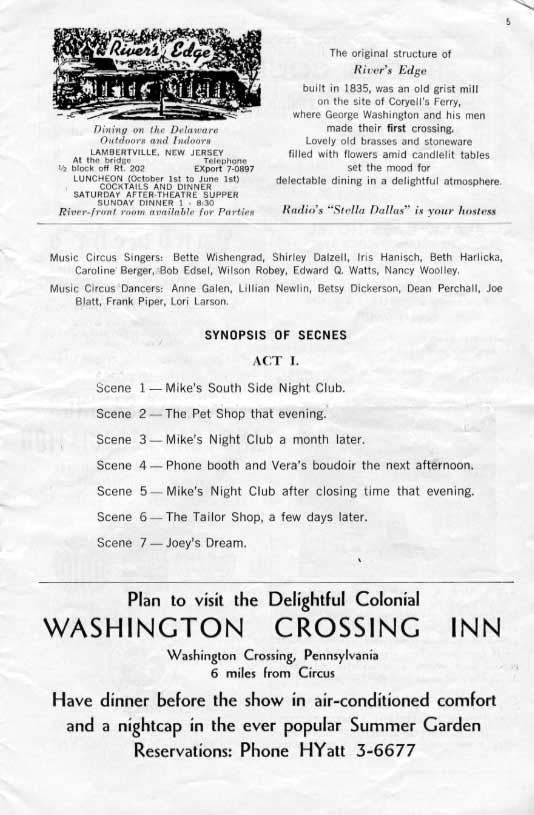 5
River's Edge
Dining on the Delaware
Outdoors and Indoors
LAMBERTVILLE, NEW JERSEY
At the bridge Telephone
½ block off Rt. 202 EXport 7-0897
LUNCHEON (October 1st to June 1st)
COCKTAILS AND DINNER
SATURDAY AFTER-THEATRE SUPPER
SUNDAY DINNER 1 - 8:30
River-front room available for Parties
The original structure of
River's Edge
built in 1835, was an old grist mill
on the site of Coryell's Ferry,
where George Washington and his men
made their first crossing.
Lovely old brasses and stoneware
filled with flowers amid candlelit tables
set the mood for
delectable dining in a delightful atmosphere.
Radio's "Stella Dallas" is your hostess
Music Circus Singers: Bette Wishengrad, Shirley Dalzell, Iris Hanisch, Beth Harlicka,
Caroline Berger, Bob Edsel, Wilson Robey, Edward Q. Watts, Nancy Woolley.
Music Circus Dancers: Anne Galen, Lillian Newlin, Betsy Dickerson, Dean Perchall, Joe
Blatt, Frank Piper, Lori Larson.
SYNOPSIS OF SECNES
ACT I.
Scene 1 — Mike's South Side Night Club.
Scene 2 — The Pet Shop that evening.
Scene 3 — Mike's Night Club a month later.
Scene 4 — Phone booth and Vera's boudoir the next afternoon.
Scene 5 — Mike's Night Club after closing time that evening.
Scene 6 — The Tailor Shop, a few days later.
Scene 7 — Joey's Dream.
Plan to visit the Delightful Colonial
WASHINGTON CROSSING INN
Washington Crossing, Pennsylvania
6 miles from Circus
Have dinner before the show in air-conditioned comfort
and a nightcap in the ever popular Summer Garden
Reservations: Phone HYatt 3-6677